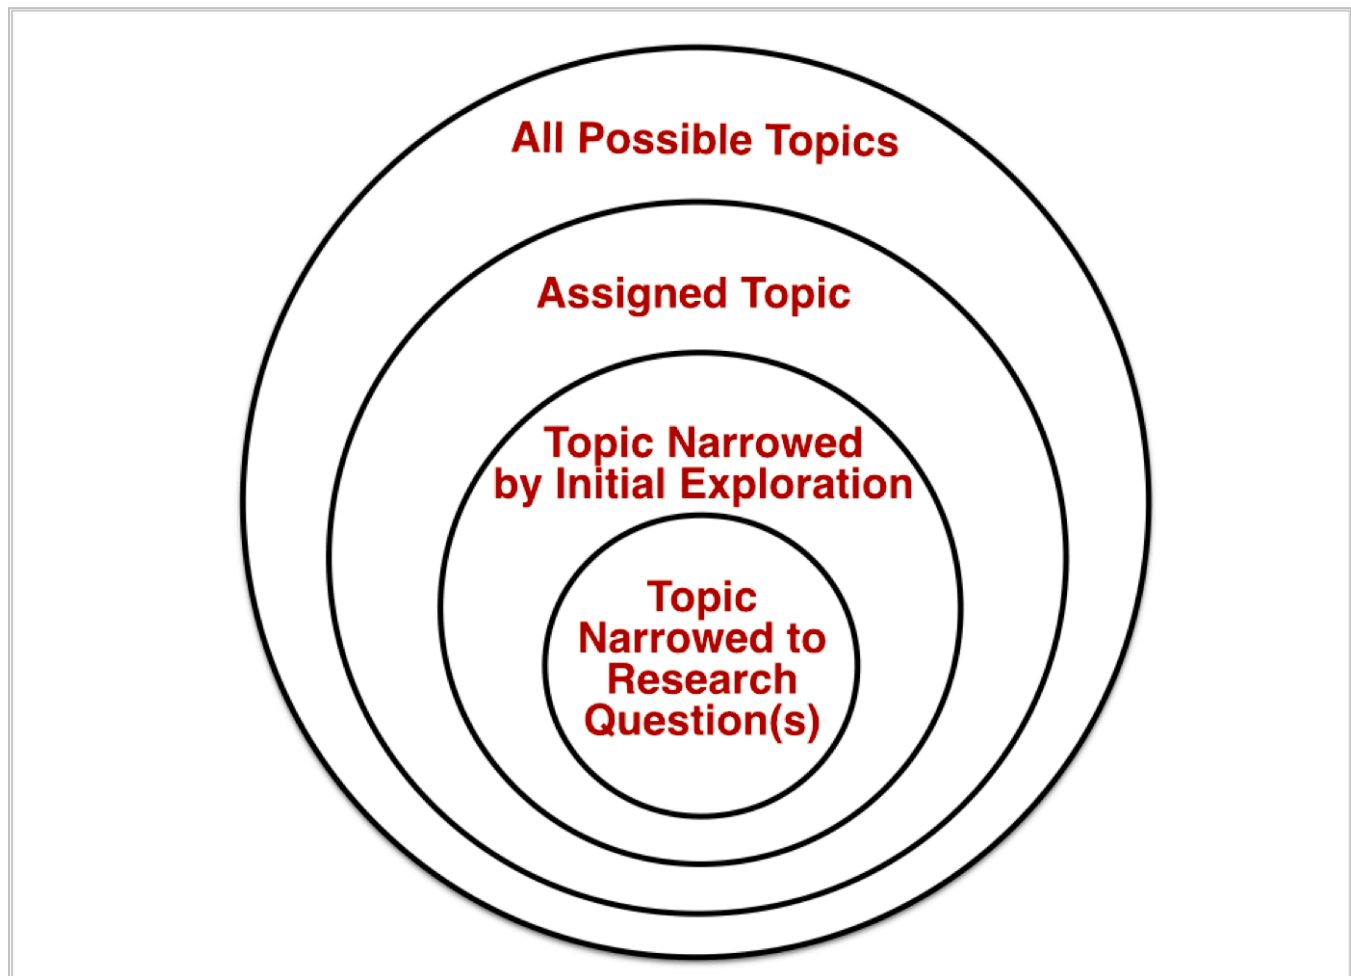 All Possible Topics
Assigned Topic
Topic Narrowed
by Initial Exploration
Topic
Narrowed to
Research
Question(s)